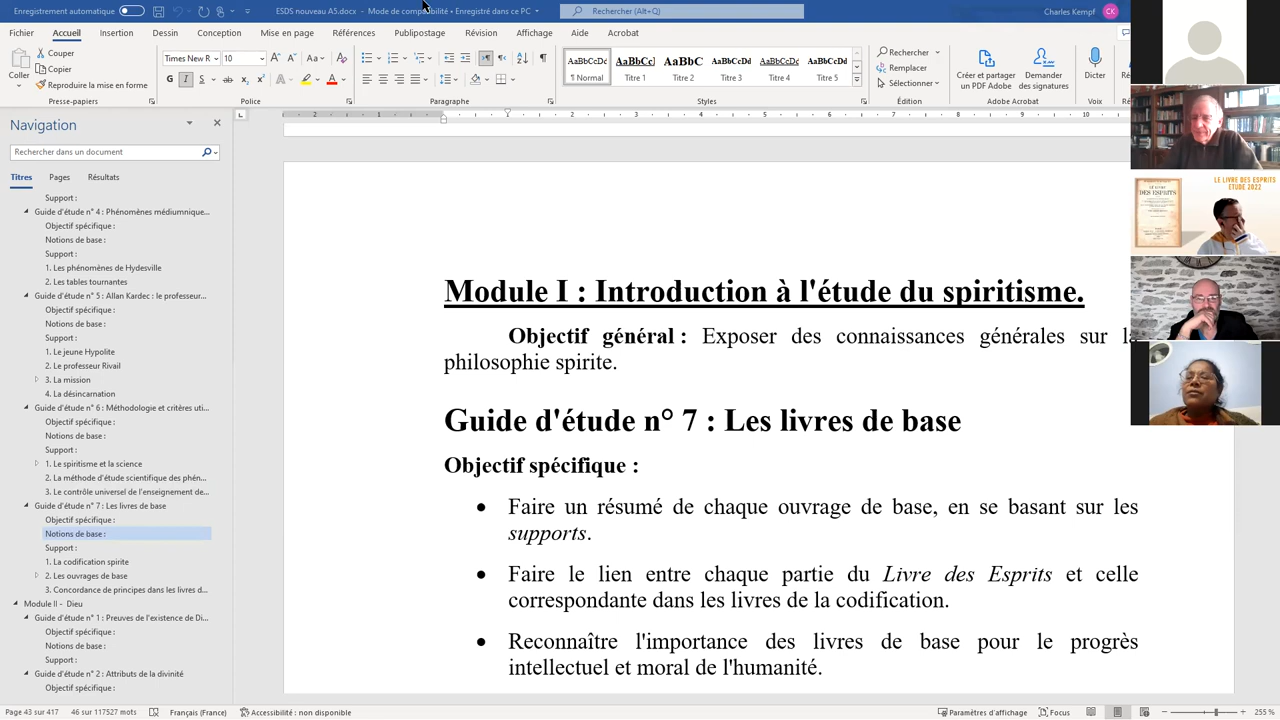 Enregistrement automatique
ESDS nouveau A5.docx - Mode de compatibilité • Enregistré dans ce PC
Rechercher (Alt+Q)
Charles Kempf
CK
Fichier
Accueil
Insertion
Dessin
Conception
Mise en page
Références
Publipostage
Révision
Affichage
Aide
Acrobat
Coller
Couper
Copier
Reproduire la mise en forme
Presse-papiers
Times New R
10
Police
Paragraphe
AaBbCcDd
¶ Normal
AaBbCcI
Titre 1
AaBbC
Titre 2
AaBbCcDd
Titre 3
AaBbCcDd
Titre 4
AaBbCcDd
Titre 5
Styles
Rechercher
Remplacer
Sélectionner
Édition
Créer et partager
un PDF Adobe
Demander
des signatures
Adobe Acrobat
Dicter
Voix
Navigation
Rechercher dans un document
Titres
Pages
Résultats
Support :
Guide d'étude n° 4 : Phénomènes médiumnique...
Objectif spécifique :
Notions de base :
Support :
1. Les phénomènes de Hydesville
2. Les tables tournantes
Guide d'étude n° 5 : Allan Kardec : le professeur...
Objectif spécifique :
Notions de base :
Support :
1. Le jeune Hypolite
2. Le professeur Rivail
3. La mission
4. La désincarnation
Guide d'étude n° 6 : Méthodologie et critères uti...
Objectif spécifique :
Notions de base :
Support :
1. Le spiritisme et la science
2. La méthode d'étude scientifique des phén...
3. Le contrôle universel de l'enseignement de...
Guide d'étude n° 7 : Les livres de base
Objectif spécifique :
Notions de base :
Support :
1. La codification spirite
2. Les ouvrages de base
3. Concordance de principes dans les livres d...
Module II - Dieu
Guide d'étude n° 1 : Preuves de l'existence de Di...
Objectif spécifique :
Notions de base :
Support :
Guide d'étude n° 2 : Attributs de la divinité
Objectif spécifique :
Module I : Introduction à l'étude du spiritisme.
Objectif général : Exposer des connaissances générales sur la
philosophie spirite.
Guide d'étude n° 7 : Les livres de base
Objectif spécifique :
• Faire un résumé de chaque ouvrage de base, en se basant sur les
supports.
• Faire le lien entre chaque partie du Livre des Esprits et celle
correspondante dans les livres de la codification.
• Reconnaître l'importance des livres de base pour le progrès
intellectuel et moral de l'humanité.
LE LIVRE DES ESPRITS
ETUDE 2022
DES ESPRITS
Page 43 sur 417
46 sur 117527 mots
Français (France)
Accessibilité : non disponible
Paramètres d'affichage
Focus
255 %